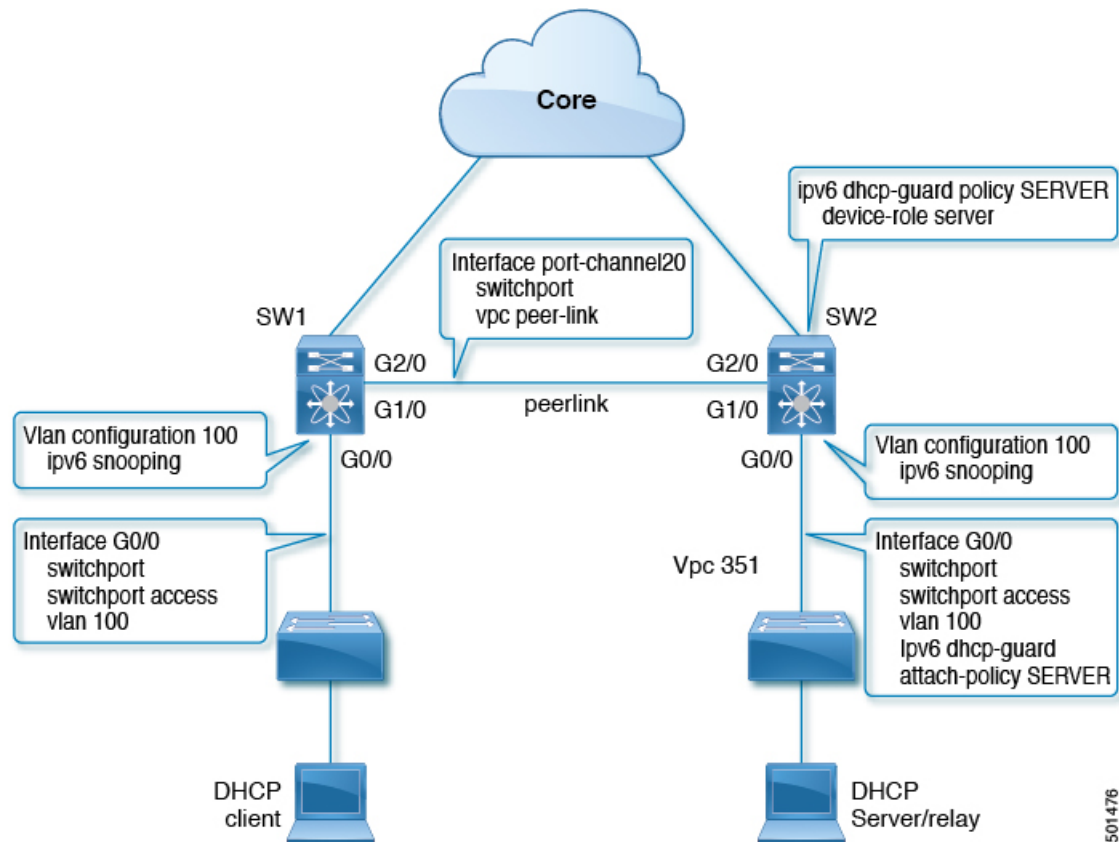 Core
ipv6 dhcp-guard policy SERVER
device-role server
Interface port-channel20
switchport
vpc peer-link
SW1
SW2
G2/0
G2/0
peerlink
G1/0
G1/0
Vlan configuration 100
ipv6 snooping
G0/0
G0/0
Vlan configuration 100
ipv6 snooping
Interface G0/0
switchport
switchport access
vlan 100
Vpc 351
Interface G0/0
switchport
switchport access
vlan 100
Ipv6 dhcp-guard
attach-policy SERVER
DHCP
client
DHCP
Server/relay
501476